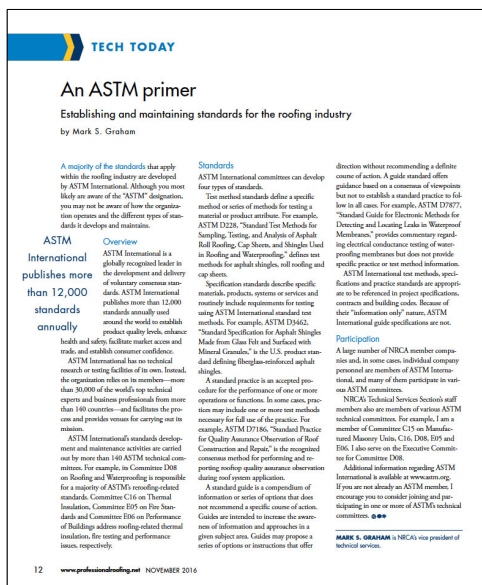 TECH TODAY
An ASTM primer
Establishing and maintaining standards for the roofing industry
by Mark S. Graham
A majority of the standards that apply
within the roofing industry are developed
by ASTM International. Although you most
likely are aware of the “ASTM” designation,
you may not be aware of how the organiza-
tion operates and the different types of stan-
dards it develops and maintains.
ASTM
International
publishes more
than 12,000
standards
annually
Overview
ASTM International is a
globally recognized leader in
the development and delivery
of voluntary consensus stan-
dards. ASTM International
publishes more than 12,000
standards annually used
around the world to establish
product quality levels, enhance
health and safety, facilitate market access and
trade, and establish consumer confidence.
ASTM International has no technical
research or testing facilities of its own. Instead,
the organization relies on its members—more
than 30,000 of the world's top technical
experts and business professionals from more
than 140 countries—and facilitates the pro-
cess and provides venues for carrying out its
mission.
ASTM International's standards develop-
ment and maintenance activities are carried
out by more than 140 ASTM technical com-
mittees. For example, its Committee D08
on Roofing and Waterproofing is responsible
for a majority of ASTM's roofing-related
standards. Committee C16 on Thermal
Insulation, Committee E05 on Fire Stan-
dards and Committee E06 on Performance
of Buildings address roofing-related thermal
insulation, fire testing and performance
issues, respectively.
Standards
ASTM International committees can develop
four types of standards.
Test method standards define a specific
method or series of methods for testing a
material or product attribute. For example,
ASTM D228, “Standard Test Methods for
Sampling, Testing, and Analysis of Asphalt
Roll Roofing, Cap Sheets, and Shingles Used
in Roofing and Waterproofing,” defines test
methods for asphalt shingles, roll roofing and
cap sheets.
Specification standards describe specific
materials, products, systems or services and
routinely include requirements for testing
using ASTM International standard test
methods. For example, ASTM D3462,
“Standard Specification for Asphalt Shingles
Made from Glass Felt and Surfaced with
Mineral Granules,” is the U.S. product stan-
dard defining fiberglass-reinforced asphalt
shingles.
A standard practice is an accepted pro-
cedure for the performance of one or more
operations or functions. In some cases, prac-
tices may include one or more test methods
necessary for full use of the practice. For
example, ASTM D7186, “Standard Practice
for Quality Assurance Observation of Roof
Construction and Repair,” is the recognized
consensus method for performing and re-
porting rooftop quality assurance observation
during roof system application.
A standard guide is a compendium of
information or series of options that does
not recommend a specific course of action.
Guides are intended to increase the aware-
ness of information and approaches in a
given subject area. Guides may propose a
series of options or instructions that offer
direction without recommending a definite
course of action. A guide standard offers
guidance based on a consensus of viewpoints
but not to establish a standard practice to fol-
low in all cases. For example, ASTM D7877,
“Standard Guide for Electronic Methods for
Detecting and Locating Leaks in Waterproof
Membranes,” provides commentary regard-
ing electrical conductance testing of water-
proofing membranes but does not provide
specific practice or test method information.
ASTM International test methods, speci-
fications and practice standards are appropri-
ate to be referenced in project specifications,
contracts and building codes. Because of
their “information only” nature, ASTM
International guide specifications are not.
Participation
A large number of NRCA member compa-
nies and, in some cases, individual company
personnel are members of ASTM Interna-
tional, and many of them participate in vari-
ous ASTM committees.
NRCA's Technical Services Section's staff
members also are members of various ASTM
technical committees. For example, I am a
member of Committee C15 on Manufac-
tured Masonry Units, C16, D08, E05 and
E06. I also serve on the Executive Commit-
tee for Committee D08.
Additional information regarding ASTM
International is available at www.astm.org.
If you are not already an ASTM member, I
encourage you to consider joining and par-
ticipating in one or more of ASTM's technical
committees.
MARK S. GRAHAM is NRCA's vice president of
technical services.
12 www.professionalroofing.net NOVEMBER 2016